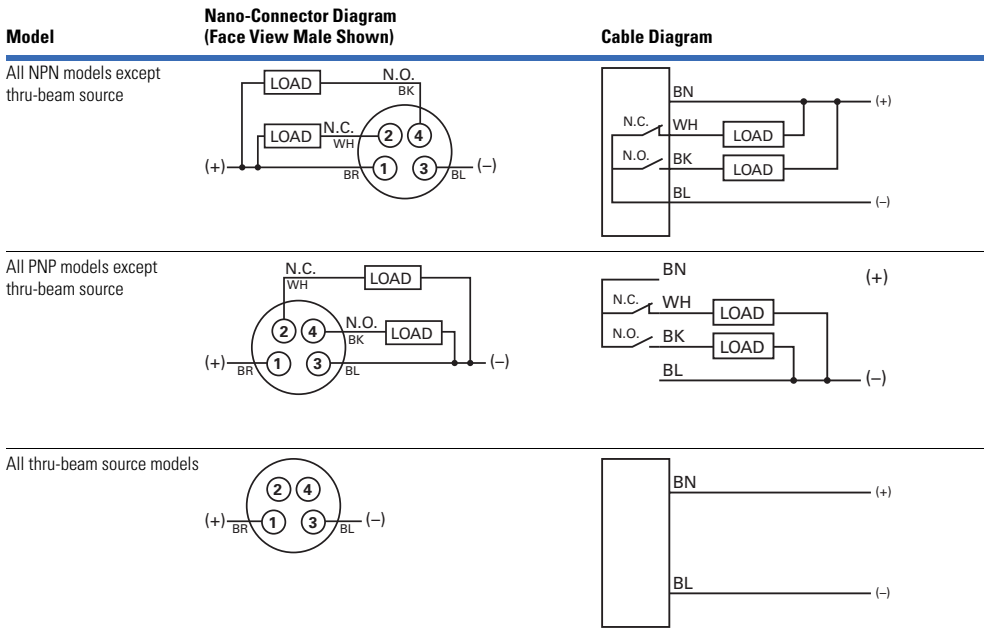 Model
Nano-Connector Diagram
(Face View Male Shown)
Cable Diagram
All NPN models except
thru-beam source
LOAD
N.O.
BK
LOAD
N.C.
WH
2
4
(+)
BR
1
3
BL
(–)
BN
(+)
N.C.
WH
LOAD
N.O.
BK
LOAD
BL
(–)
All PNP models except
thru-beam source
N.C.
WH
LOAD
2
4
N.O.
BK
LOAD
(+)
BR
1
3
BL
(–)
BN
(+)
N.C.
WH
LOAD
N.O.
BK
LOAD
BL
(–)
All thru-beam source models
2
4
(+)
BR
1
3
BL
(–)
BN
(+)
BL
(–)